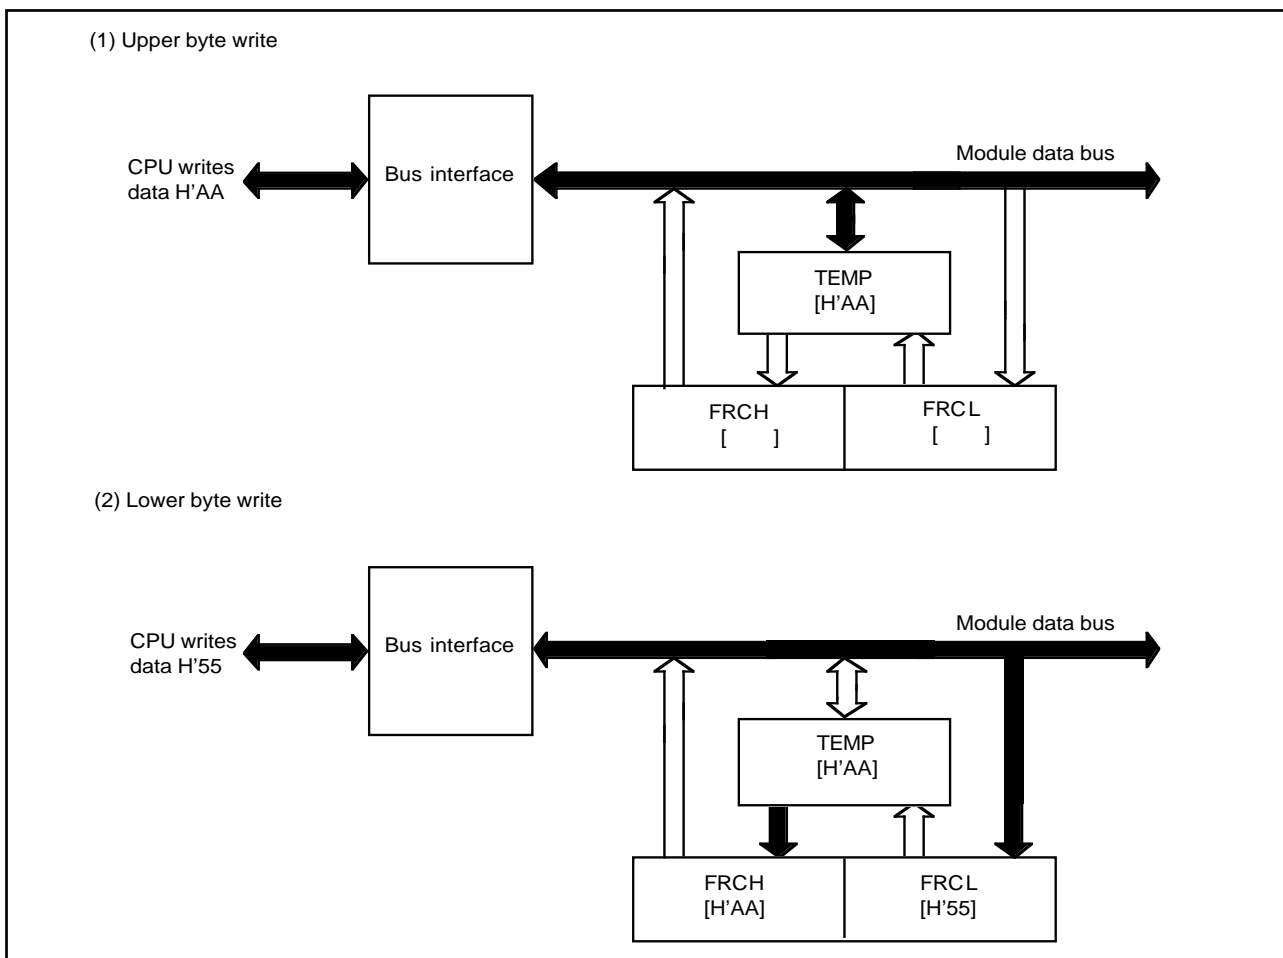 (1) Upper byte write
CPU writes
data H'AA
Bus interface
Module data bus
TEMP
[H'AA]
FRCH
[ ]
FRCL
[ ]
(2) Lower byte write
CPU writes
data H'55
Bus interface
Module data bus
TEMP
[H'AA]
FRCH
[H'AA]
FRCL
[H'55]